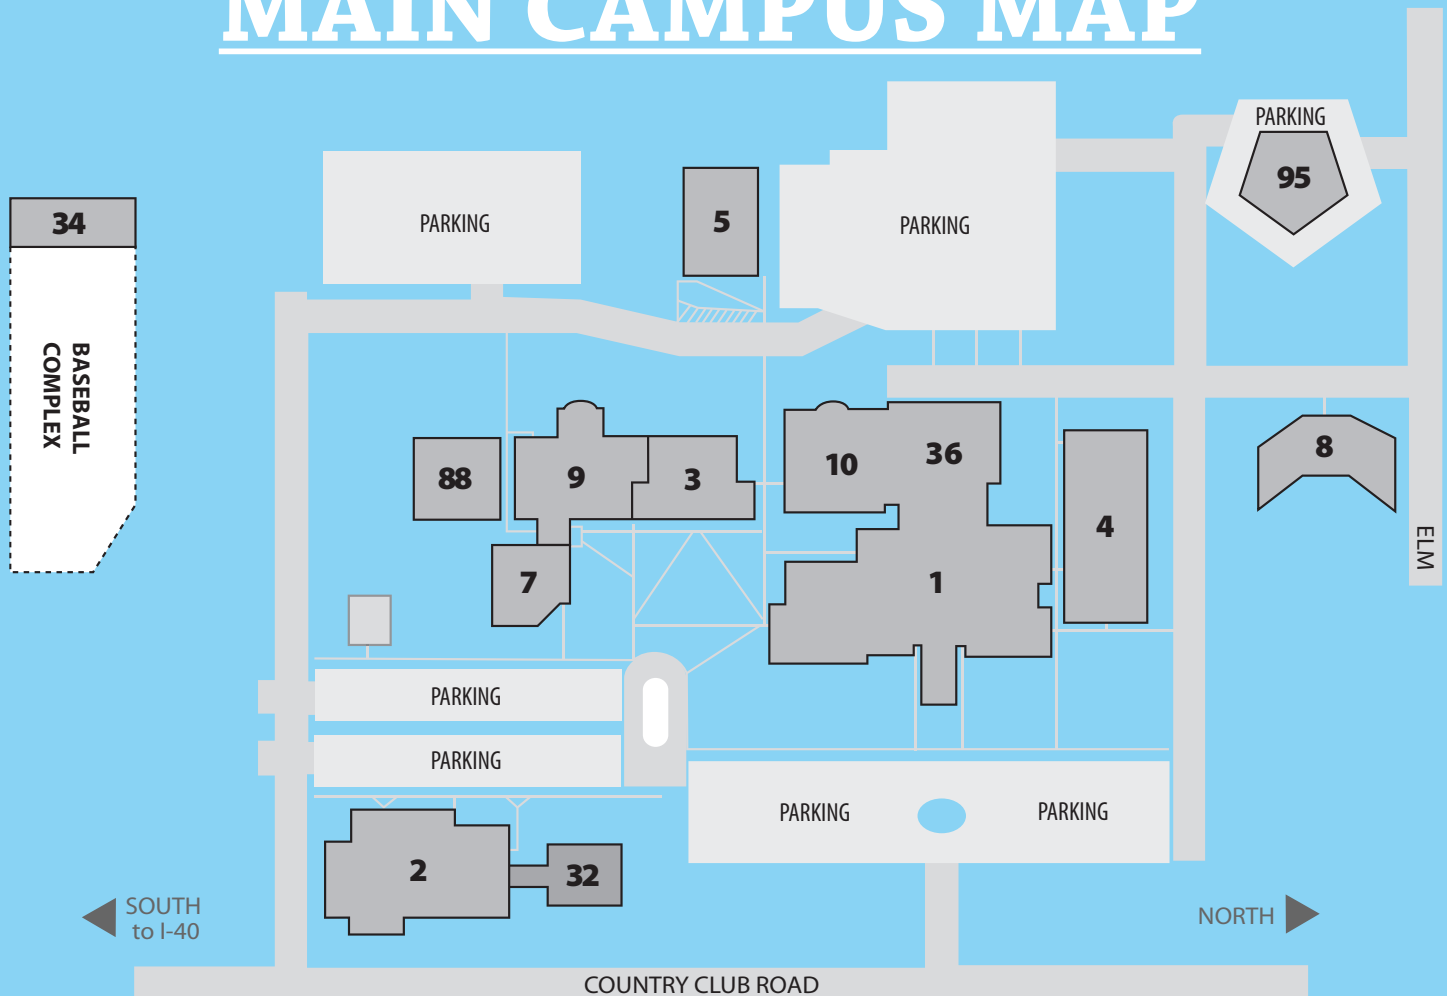 MAIN CAMPUS MAP
PARKING
95
34
PARKING
5
PARKING
BASEBALL
COMPLEX
88
9
3
10
36
4
8
ELM
7
1
PARKING
PARKING
PARKING
PARKING
2
32
SOUTH
to I-40
NORTH
COUNTRY CLUB ROAD